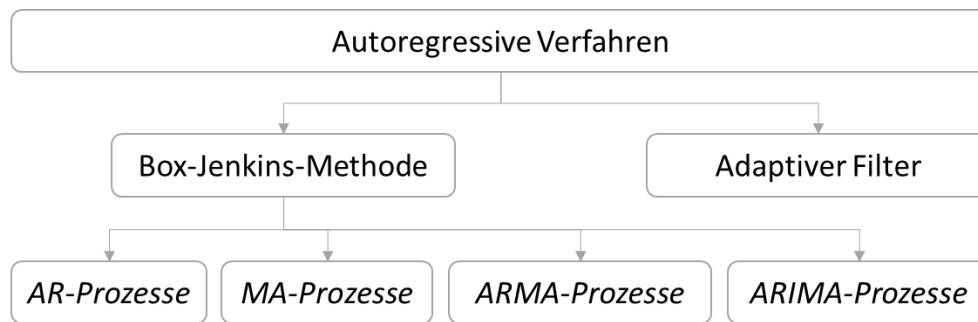 Autoregressive Verfahren
Box-Jenkins-Methode
Adaptiver Filter
AR-Prozesse
MA-Prozesse
ARMA-Prozesse
ARIMA-Prozesse